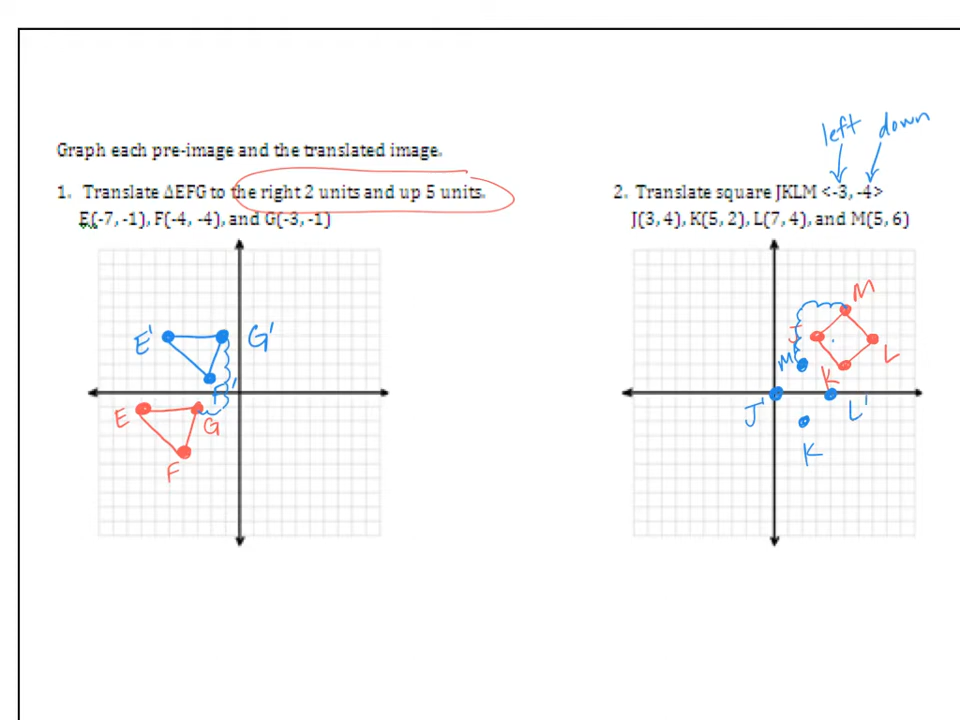 left down
Graph each pre-image and the translated image.
1. Translate ΔEFG to the right 2 units and up 5 units.
E(-7, -1), F(-4, -4), and G(-3, -1)
2. Translate square JKLM <-3, -4>
J(3, 4), K(5, 2), L(7, 4), and M(5, 6)
E' G'
E G
F
M
J
L
M K
J' L'
K